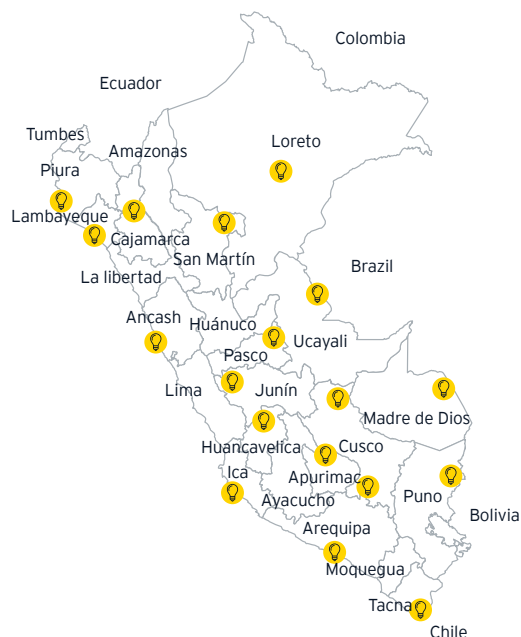 Colombia
Ecuador
Tumbes
Loreto
Amazonas
Piura
Lambayeque
Cajamarca
San Martín
Brazil
La libertad
Ancash
Huánuco
Ucayali
Pasco
Lima
Junín
Madre de Dios
Huancavelica
Cusco
Ica
Apurimac
Ayacucho
Puno
Bolivia
Arequipa
Moquegua
Tacna
Chile